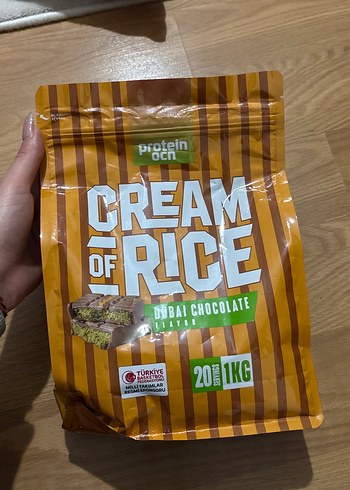 protein
ocn
CREAM
OF RICE
DUBAI CHOCOLATE
FLAVOR
TÜRKİYE
BASKETBOL
FEDERASYONU
MİLLİ TAKIMLAR
RESMİ SPONSORU
20 SERVINGS 1KG